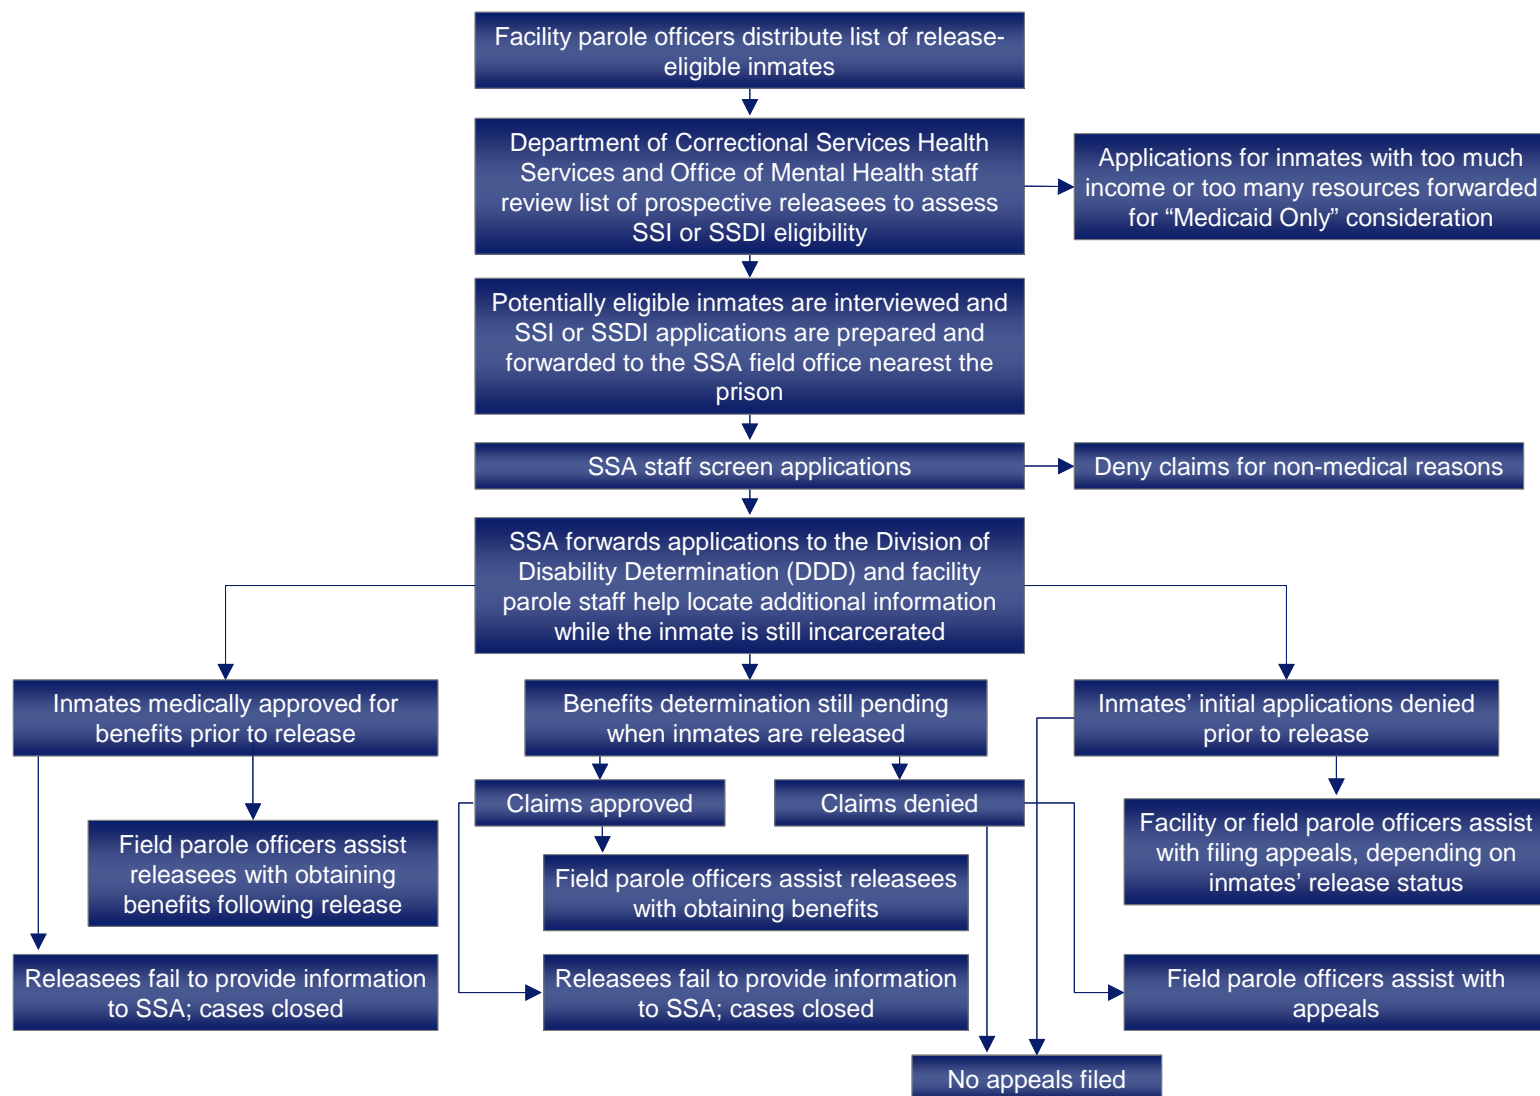 Facility parole officers distribute list of release-
eligible inmates
Department of Correctional Services Health
Services and Office of Mental Health staff
review list of prospective releasees to assess
SSI or SSDI eligibility
Applications for inmates with too much
income or too many resources forwarded
for “Medicaid Only” consideration
Potentially eligible inmates are interviewed and
SSI or SSDI applications are prepared and
forwarded to the SSA field office nearest the
prison
SSA staff screen applications
Deny claims for non-medical reasons
SSA forwards applications to the Division of
Disability Determination (DDD) and facility
parole staff help locate additional information
while the inmate is still incarcerated
Inmates medically approved for
benefits prior to release
Benefits determination still pending
when inmates are released
Inmates’ initial applications denied
prior to release
Claims approved
Claims denied
Field parole officers assist
releasees with obtaining
benefits following release
Field parole officers assist releasees
with obtaining benefits
Facility or field parole officers assist
with filing appeals, depending on
inmates’ release status
Releasees fail to provide information
to SSA; cases closed
Releasees fail to provide information
to SSA; cases closed
Field parole officers assist with
appeals
No appeals filed